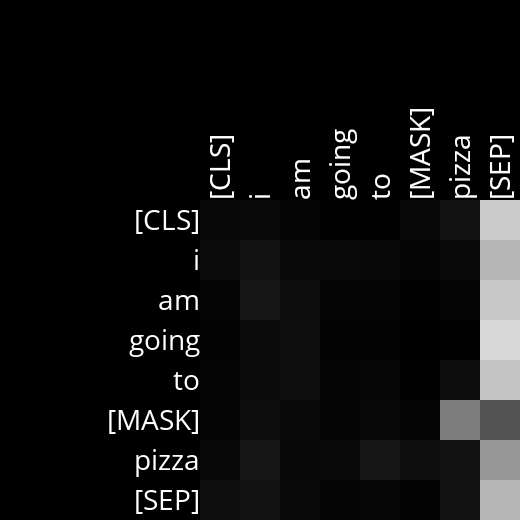 [CLS] i am going to [MASK] pizza [SEP]
[CLS]
i
am
going
to
[MASK]
pizza
[SEP]